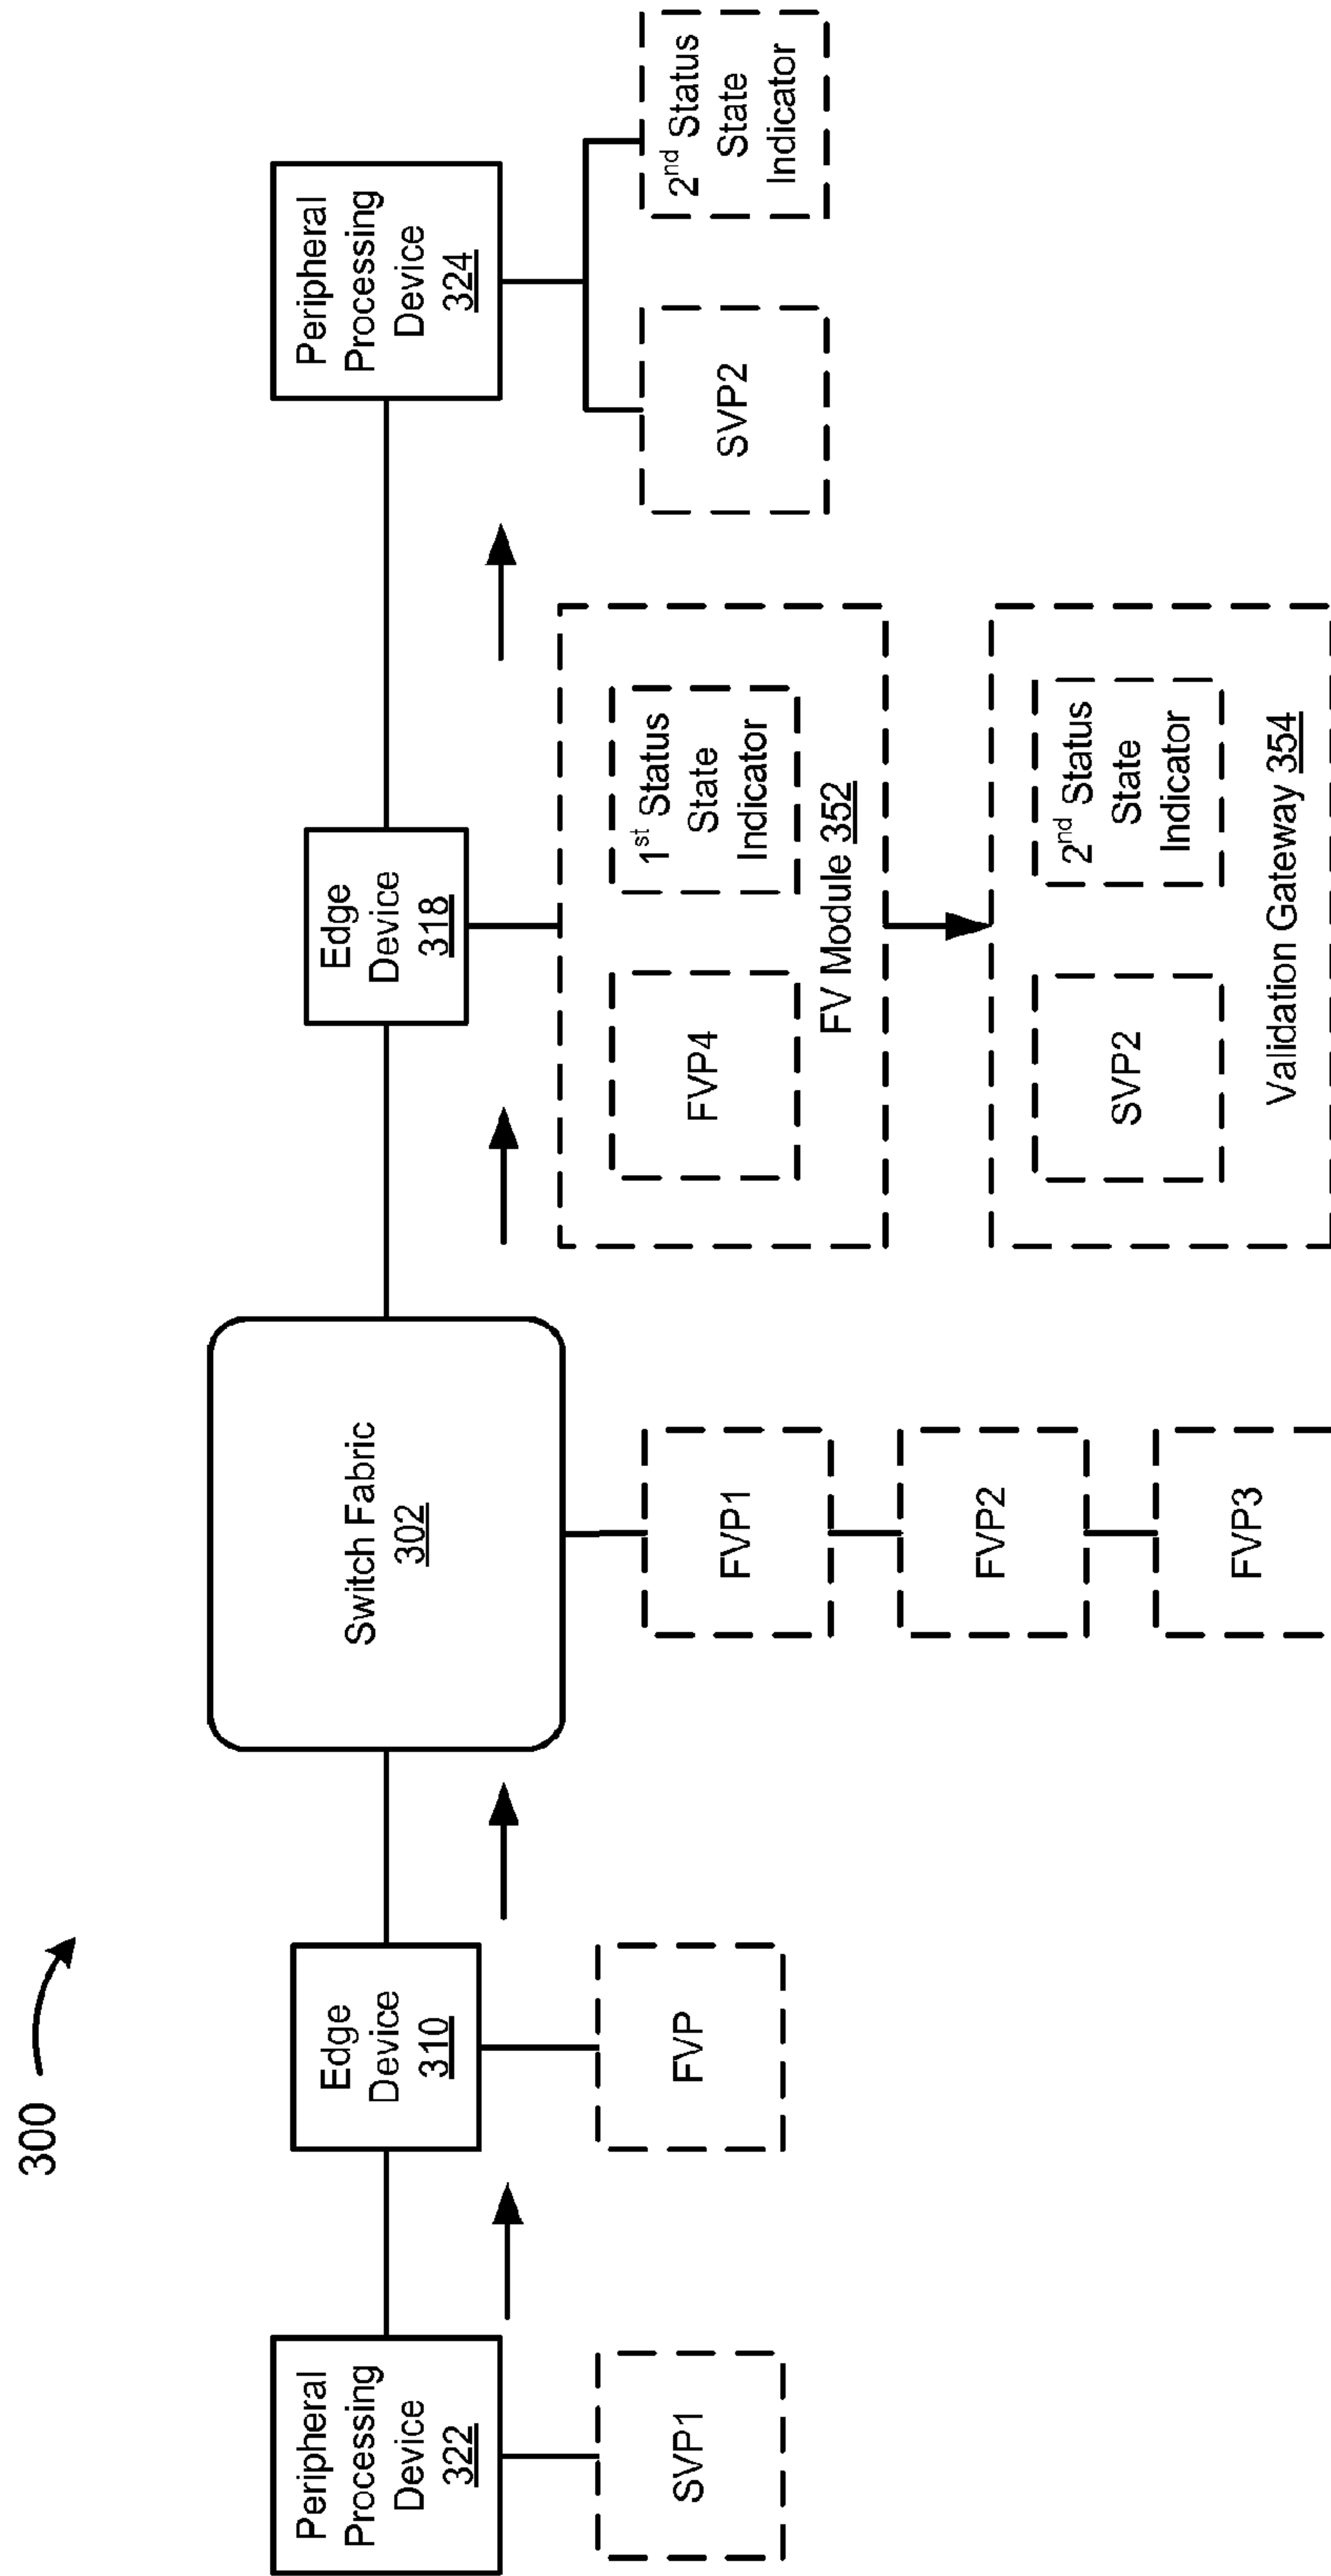 300
Peripheral
Processing
Device
322
SVP1
Edge
Device
310
FVP
Switch Fabric
302
FVP1
FVP2
FVP3
Edge
Device
318
FVP4
1st Status
State
Indicator
FV Module 352
SVP2
2nd Status
State
Indicator
Validation Gateway 354
Peripheral
Processing
Device
324
SVP2
2nd Status
State
Indicator